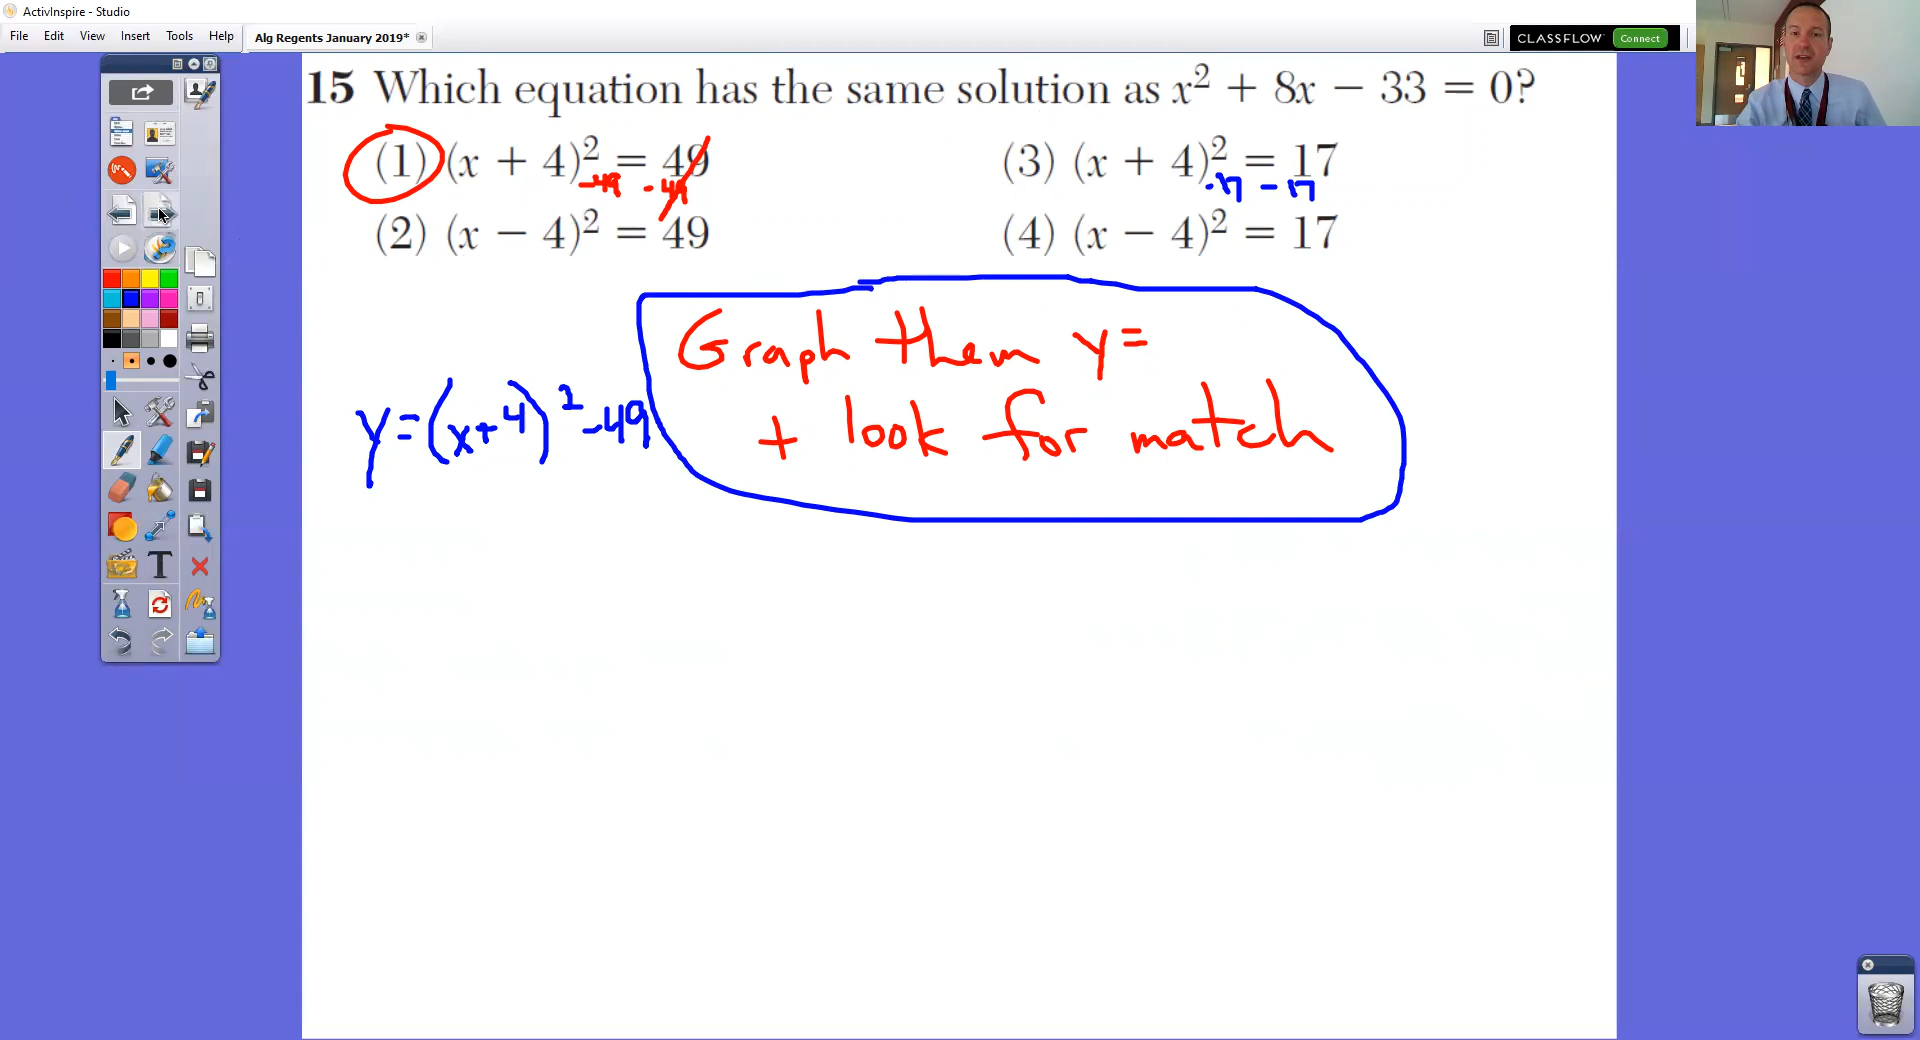 ActivInspire - Studio
File Edit View Insert Tools Help
Alg Regents January 2019*
CLASSFLOW Connect
15 Which equation has the same solution as x² + 8x − 33 = 0?
(1) (x + 4)² = 49
-49 -49
(3) (x + 4)² = 17
-17 -17
(2) (x − 4)² = 49
(4) (x − 4)² = 17
Graph them y=
+ look for match
y=(x+4)²-49
T